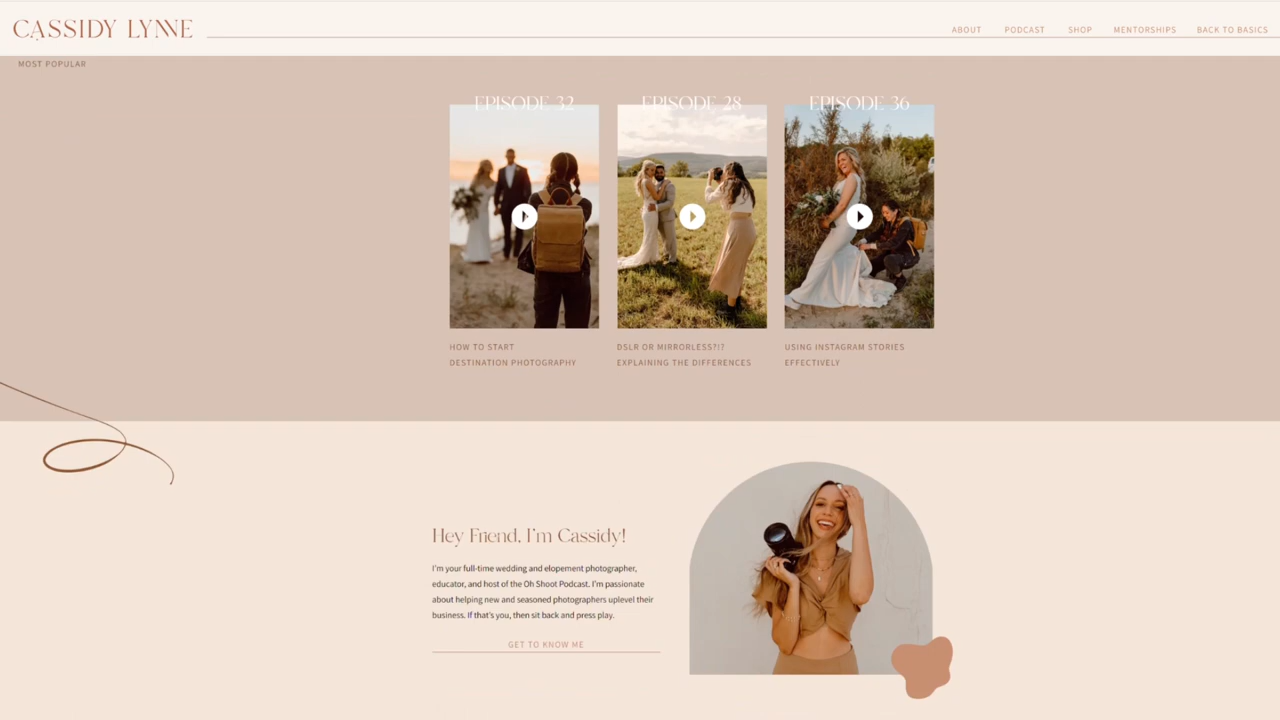 CASSIDY LYNNE
ABOUT PODCAST SHOP MENTORSHIPS BACK TO BASICS
MOST POPULAR
EPISODE 32
EPISODE 28
EPISODE 36
HOW TO START
DESTINATION PHOTOGRAPHY
DSLR OR MIRRORLESS?!?
EXPLAINING THE DIFFERENCES
USING INSTAGRAM STORIES
EFFECTIVELY
Hey Friend, I'm Cassidy!
I'm your full-time wedding and elopement photographer,
educator, and host of the Oh Shoot Podcast. I'm passionate
about helping new and seasoned photographers uplevel their
business. If that's you, then sit back and press play.
GET TO KNOW ME